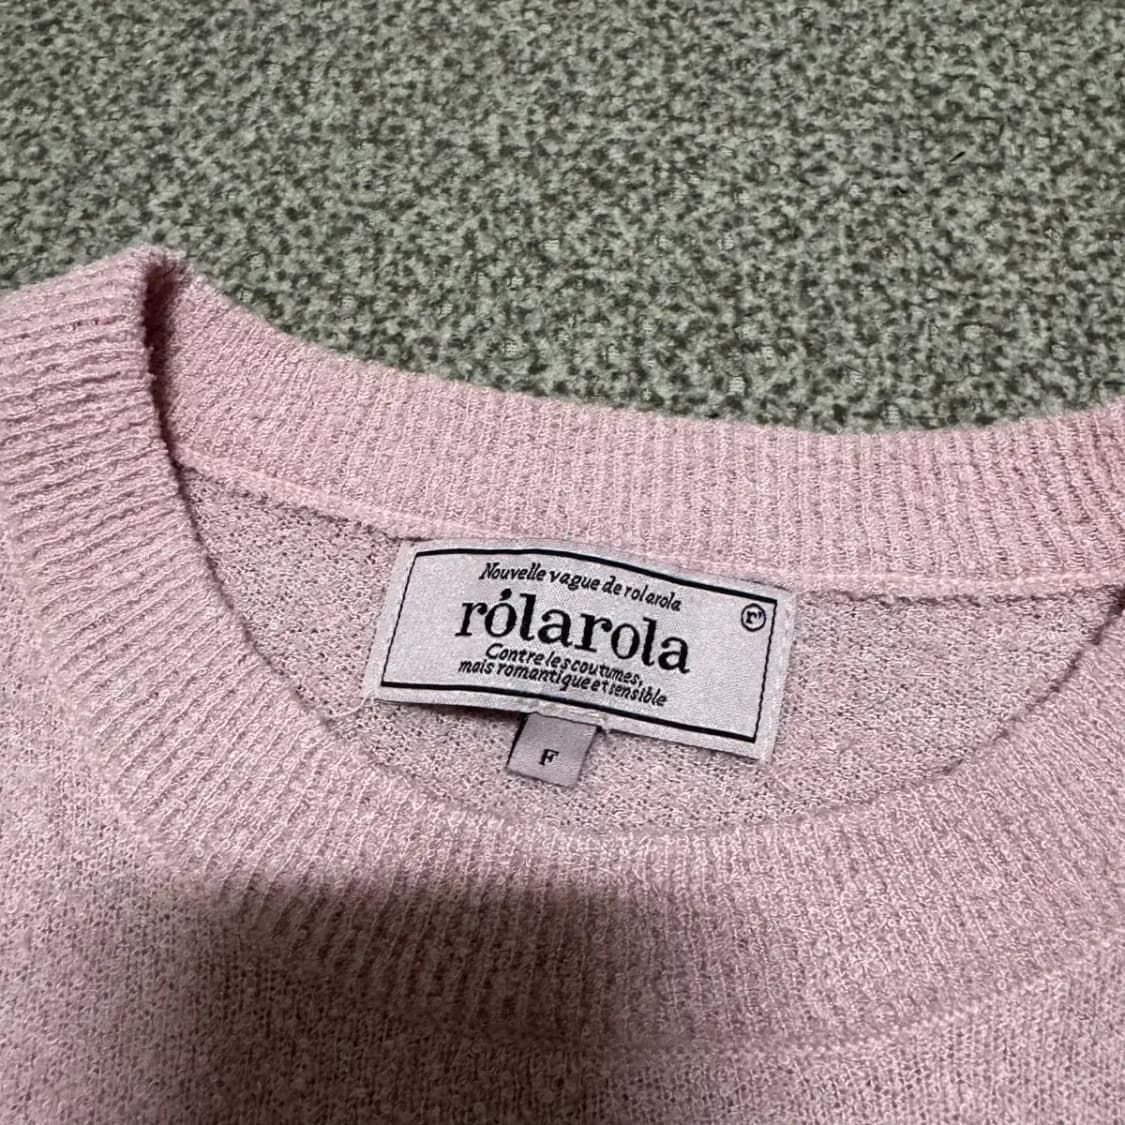 Nouvelle vague de rolarola
rólarola
r'
Contre les coutumes,
mais romantique et sensible
F